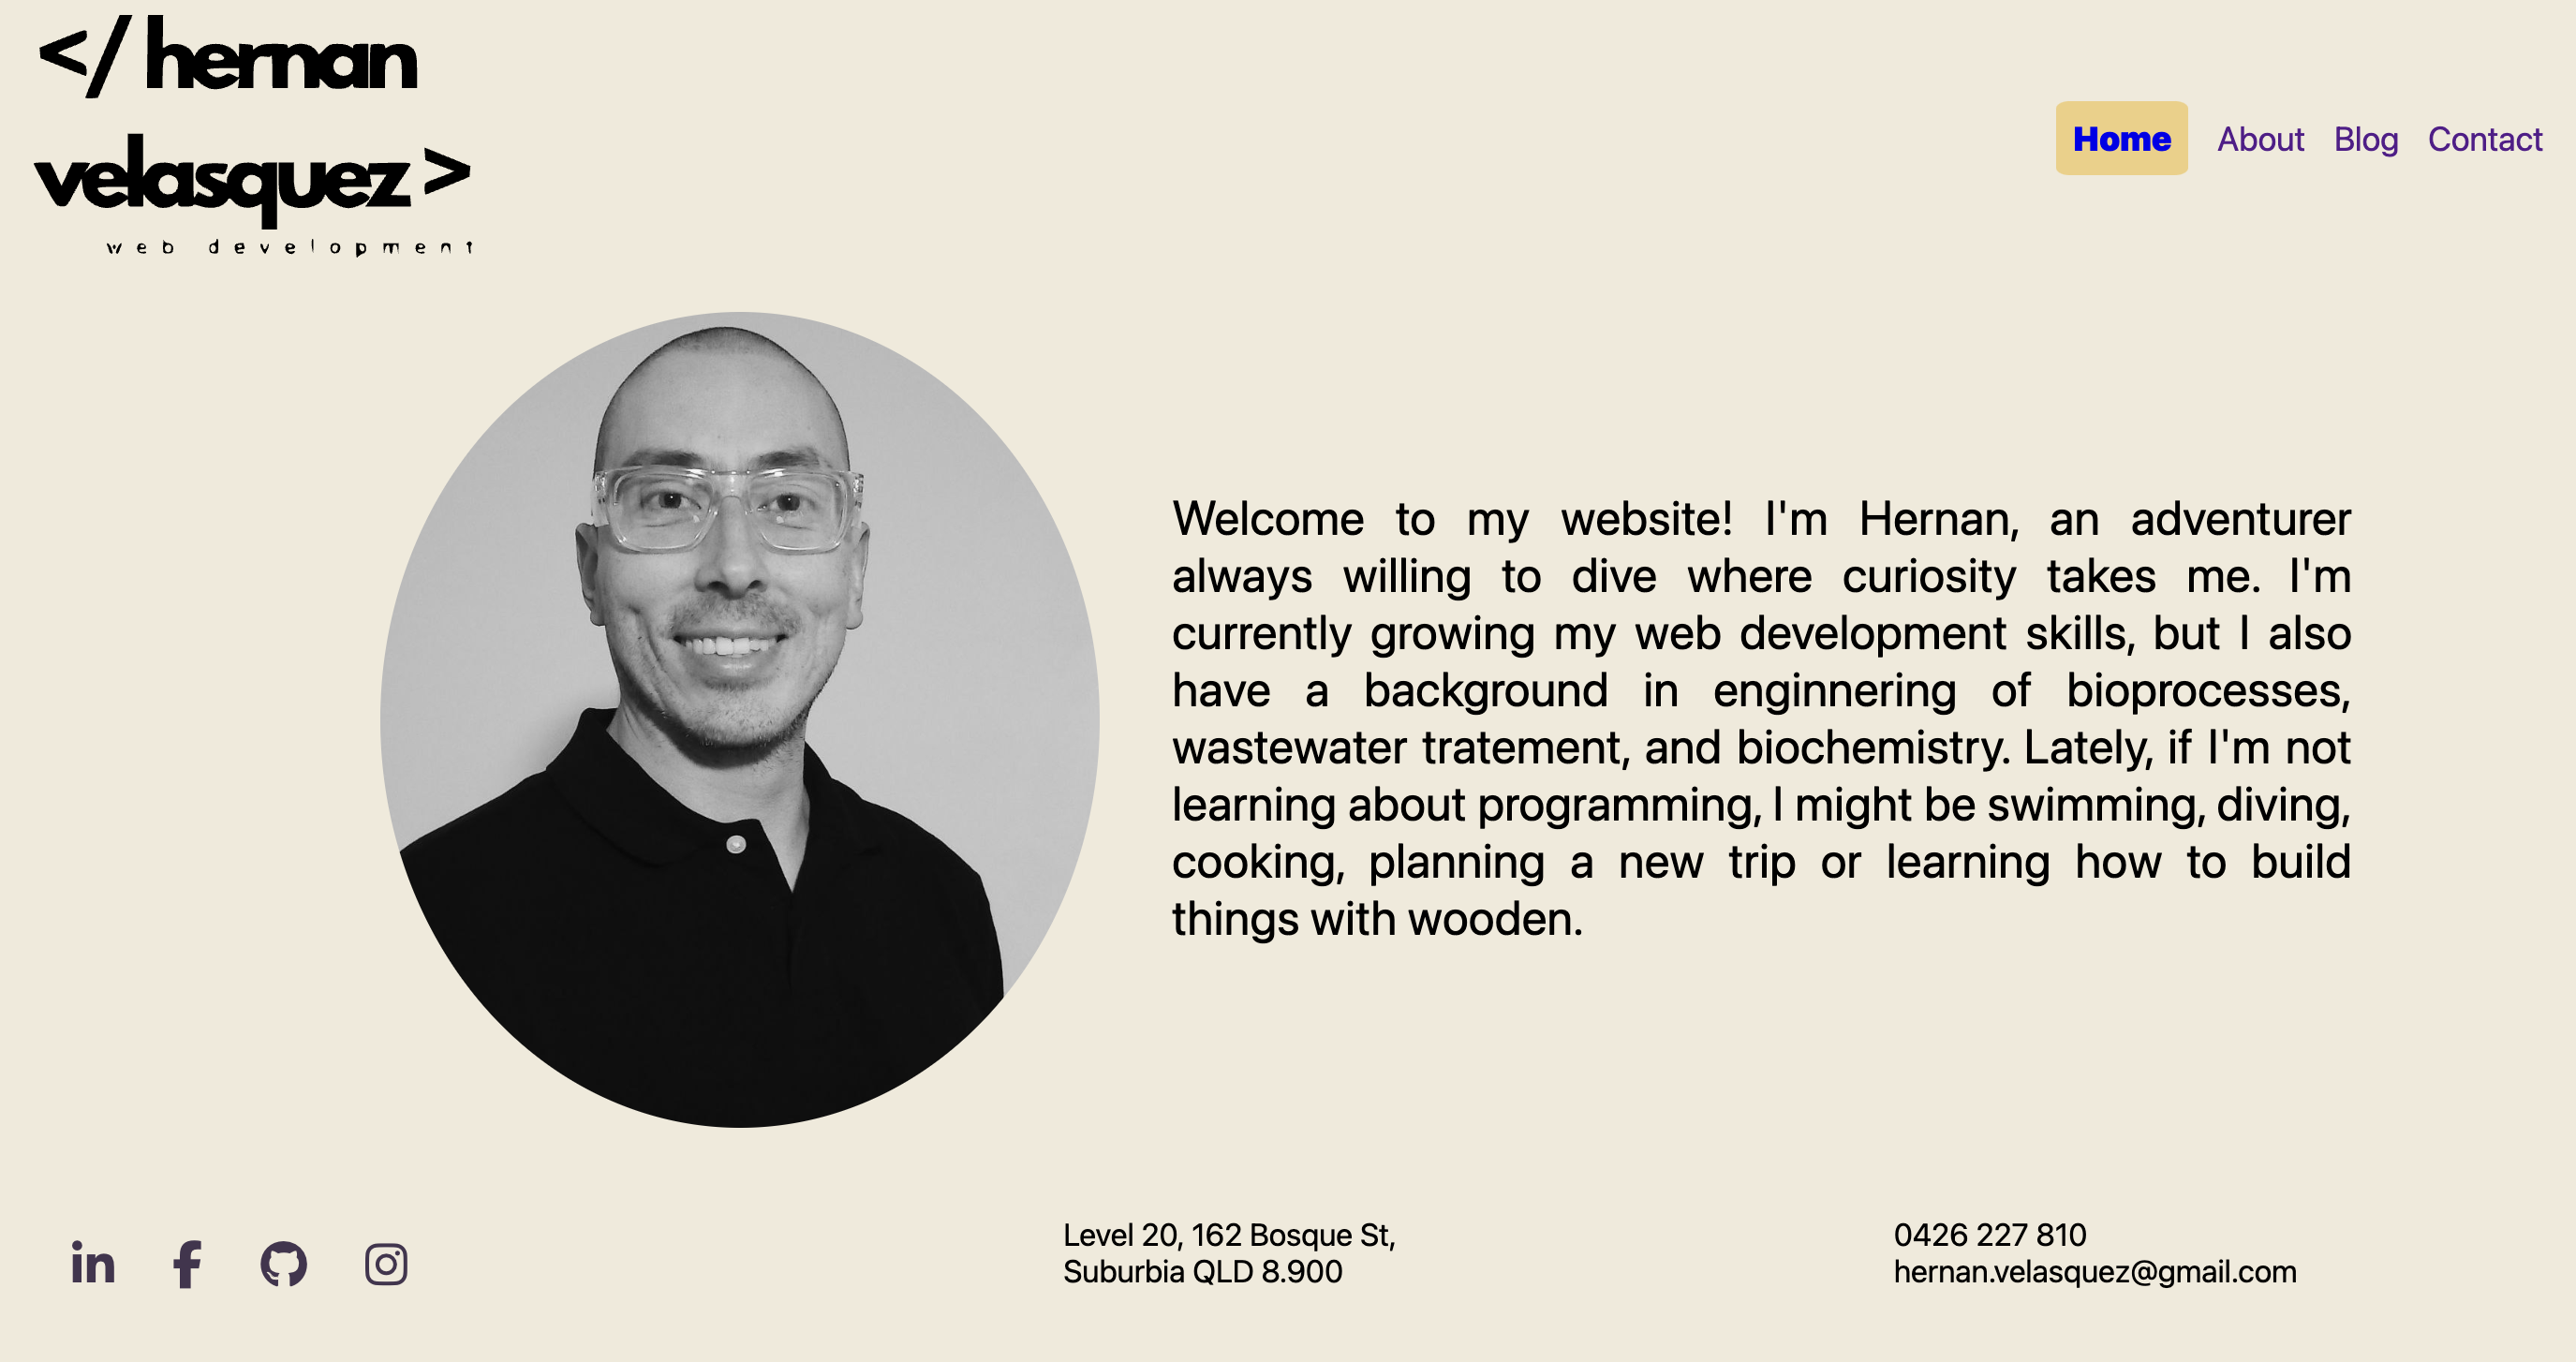 </ hernan
velasquez >
web development
Home About Blog Contact
Welcome to my website! I'm Hernan, an adventurer
always willing to dive where curiosity takes me. I'm
currently growing my web development skills, but I also
have a background in enginnering of bioprocesses,
wastewater tratement, and biochemistry. Lately, if I'm not
learning about programming, I might be swimming, diving,
cooking, planning a new trip or learning how to build
things with wooden.
in
Level 20, 162 Bosque St,
Suburbia QLD 8.900
0426 227 810
hernan.velasquez@gmail.com